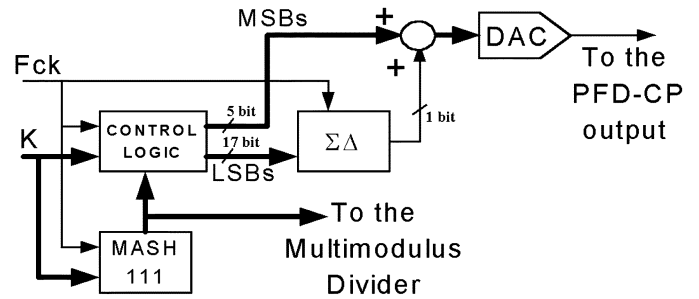 MSBs
+
DAC
Fck
+
To the
PFD-CP
output
5 bit
CONTROL
LOGIC
ΣΔ
1 bit
K
17 bit
LSBs
To the
Multimodulus
Divider
MASH
111